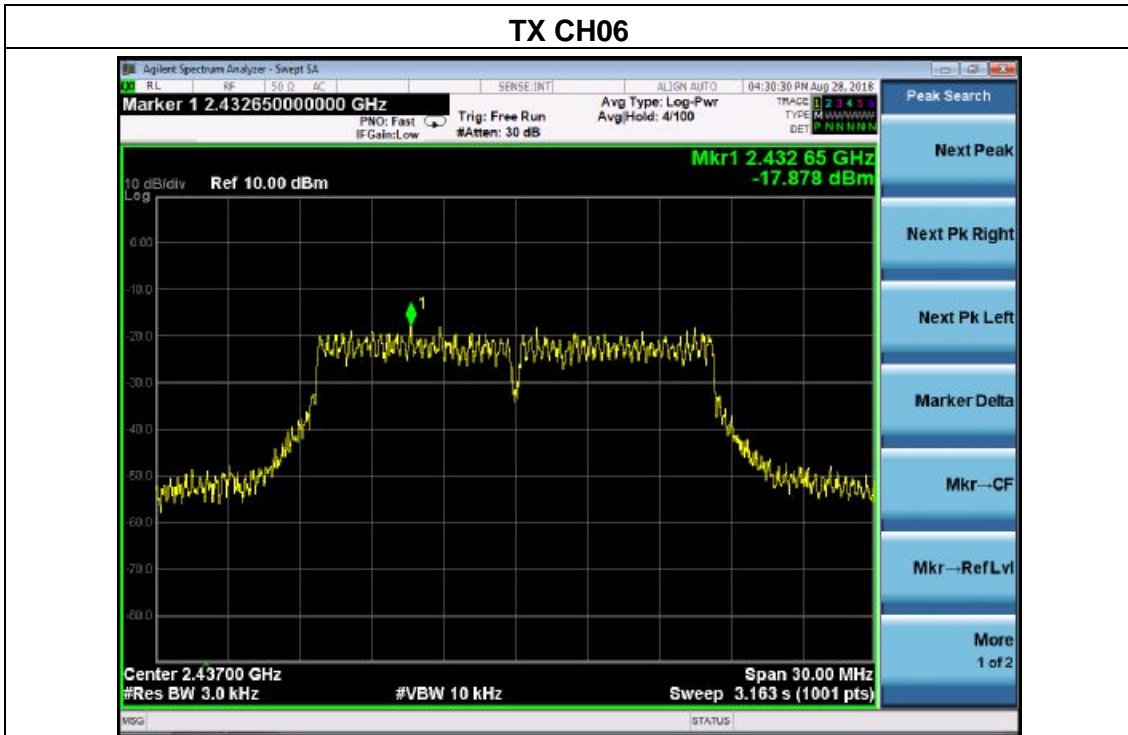 TX CH06
Agilent Spectrum Analyzer - Swept SA
RL RF 50 Ω AC SENSE:INT ALIGN AUTO 04:30:30 PM Aug 28, 2018
Marker 1 2.432650000000 GHz
PNO: Fast
IFGain:Low
Trig: Free Run
#Atten: 30 dB
Avg Type: Log-Pwr
Avg|Hold: 4/100
TRACE 1 2 3 4 5 6
TYPE M WWWWW
DET P N N N N N
Mkr1 2.432 65 GHz
-17.878 dBm
10 dB/div
Log
Ref 10.00 dBm
0.00
-10.0
-20.0
-30.0
-40.0
-50.0
-60.0
-70.0
-80.0
1
Center 2.43700 GHz
#Res BW 3.0 kHz
#VBW 10 kHz
Span 30.00 MHz
Sweep 3.163 s (1001 pts)
MSG
STATUS
Peak Search
Next Peak
Next Pk Right
Next Pk Left
Marker Delta
Mkr→CF
Mkr→RefLvl
More
1 of 2